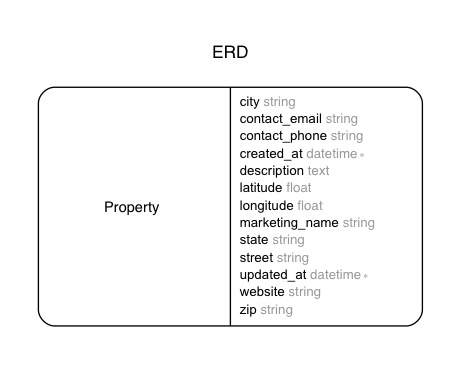 ERD
Property
city string
contact_email string
contact_phone string
created_at datetime *
description text
latitude float
longitude float
marketing_name string
state string
street string
updated_at datetime *
website string
zip string